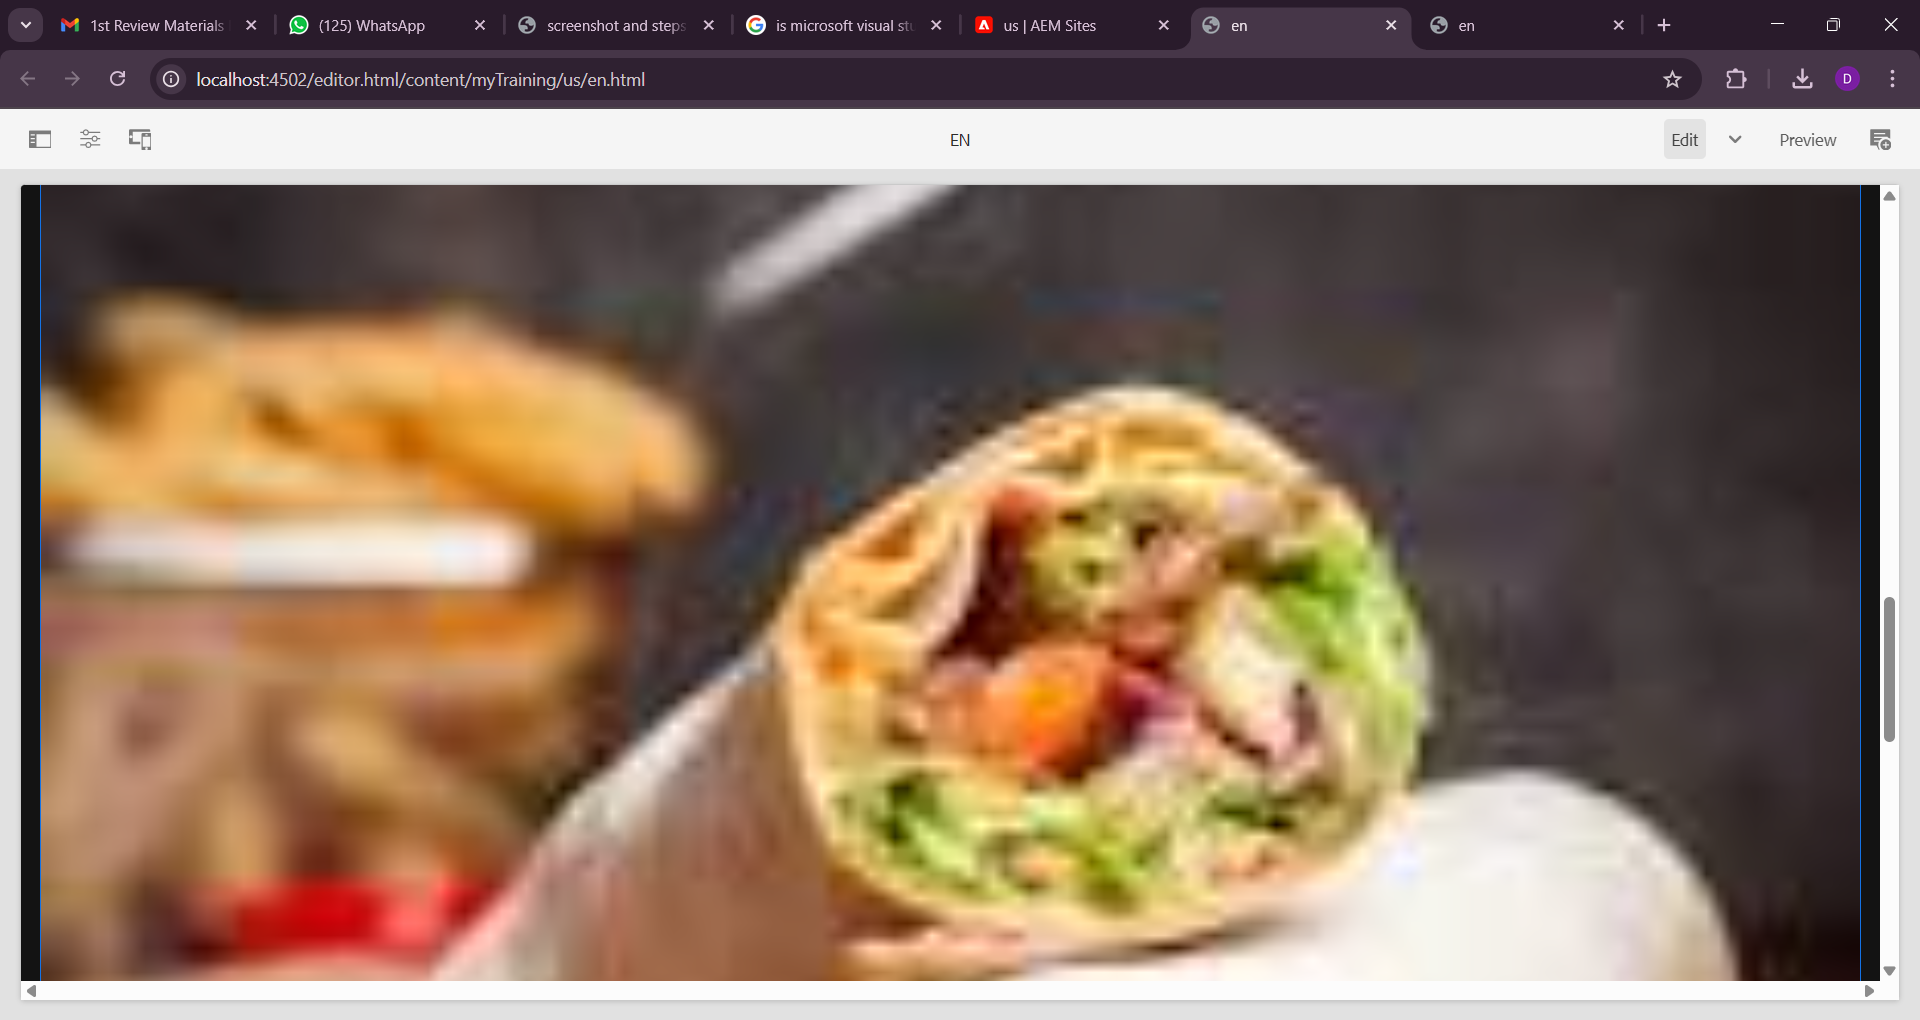 1st Review Materials
(125) WhatsApp
screenshot and steps
is microsoft visual stu
us | AEM Sites
en
en
localhost:4502/editor.html/content/myTraining/us/en.html
D
EN
Edit
Preview